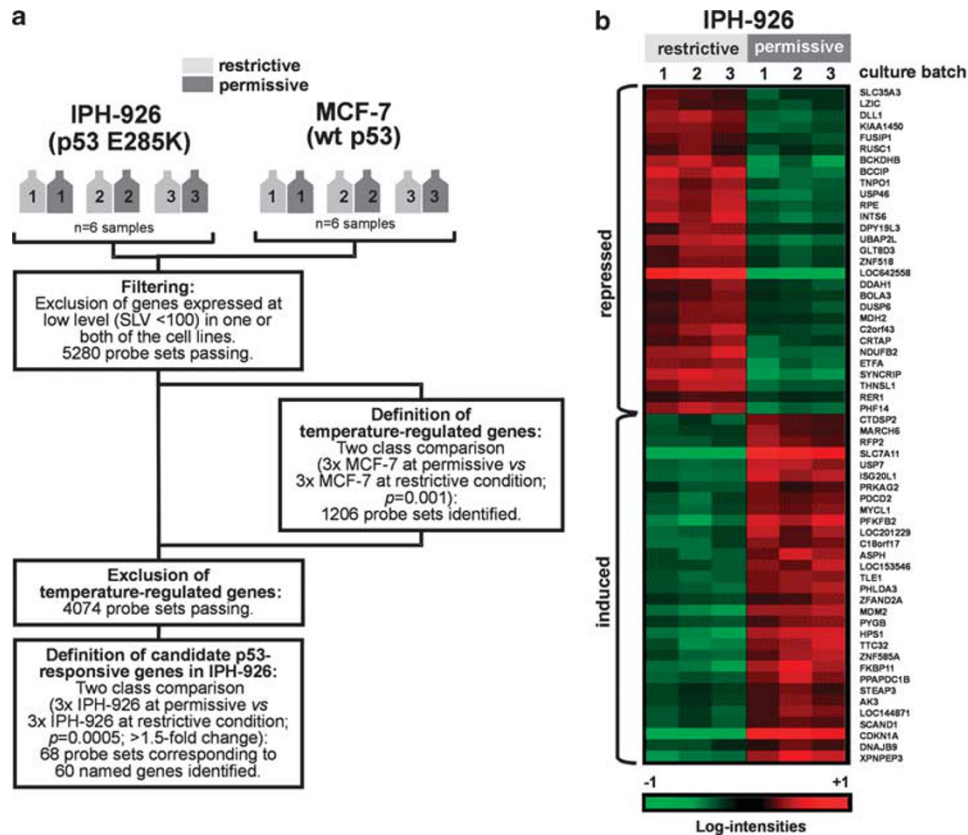 a
restrictive
permissive
IPH-926
(p53 E285K)
MCF-7
(wt p53)
1 1 2 2 3 3
1 1 2 2 3 3
n=6 samples
n=6 samples
Filtering:
Exclusion of genes expressed at
low level (SLV <100) in one or
both of the cell lines.
5280 probe sets passing.
Definition of
temperature-regulated genes:
Two class comparison
(3x MCF-7 at permissive vs
3x MCF-7 at restrictive condition;
p=0.001):
1206 probe sets identified.
Exclusion of
temperature-regulated genes:
4074 probe sets passing.
Definition of candidate p53-
responsive genes in IPH-926:
Two class comparison
(3x IPH-926 at permissive vs
3x IPH-926 at restrictive condition;
p=0.0005; >1.5-fold change):
68 probe sets corresponding to
60 named genes identified.
b
IPH-926
restrictive permissive
1 2 3 1 2 3 culture batch
repressed
SLC35A3
LZIC
DLL1
KIAA1450
FUSIP1
RUSC1
BCKDHB
BCCIP
TNPO1
USP46
RPE
INTS6
DPY19L3
UBAP2L
GLT8D3
ZNF518
LOC642558
DDAH1
BOLA3
DUSP6
MDH2
C2orf43
CRTAP
NDUFB2
ETFA
SYNCRIP
THNSL1
RER1
PHF14
induced
CTDSP2
MARCH6
RFP2
SLC7A11
USP7
ISG20L1
PRKAG2
PDCD2
MYCL1
PFKFB2
LOC201229
C18orf17
ASPH
LOC153546
TLE1
PHLDA3
ZFAND2A
MDM2
PYGB
HPS1
TTC32
ZNF585A
FKBP11
PPAPDC1B
STEAP3
AK3
LOC144871
SCAND1
CDKN1A
DNAJB9
XPNPEP3
-1 +1
Log-intensities